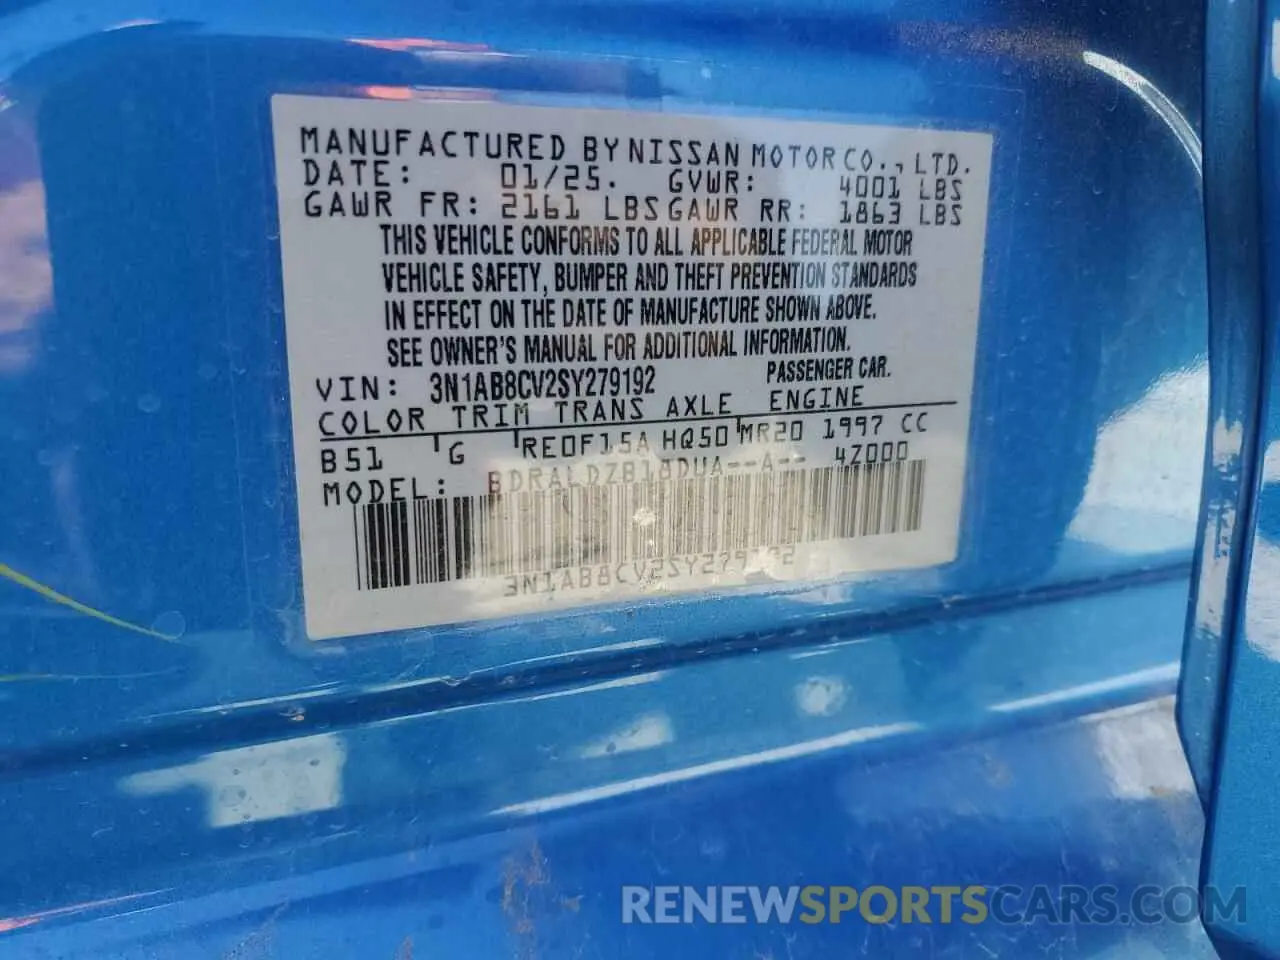 MANUFACTURED BY NISSAN MOTOR CO., LTD.
DATE: 01/25. GVWR: 4001 LBS
GAWR FR: 2161 LBS GAWR RR: 1863 LBS
THIS VEHICLE CONFORMS TO ALL APPLICABLE FEDERAL MOTOR
VEHICLE SAFETY, BUMPER AND THEFT PREVENTION STANDARDS
IN EFFECT ON THE DATE OF MANUFACTURE SHOWN ABOVE.
SEE OWNER'S MANUAL FOR ADDITIONAL INFORMATION.
VIN: 3N1AB8CV2SY279192 PASSENGER CAR.
COLOR TRIM TRANS AXLE ENGINE
B51 G RE0F15A HQ50 MR20 1997 CC
MODEL: BDRALDZB18DUA--A-- 4Z000
3N1AB8CV2SY279192
RENEWSPORTSCARS.COM